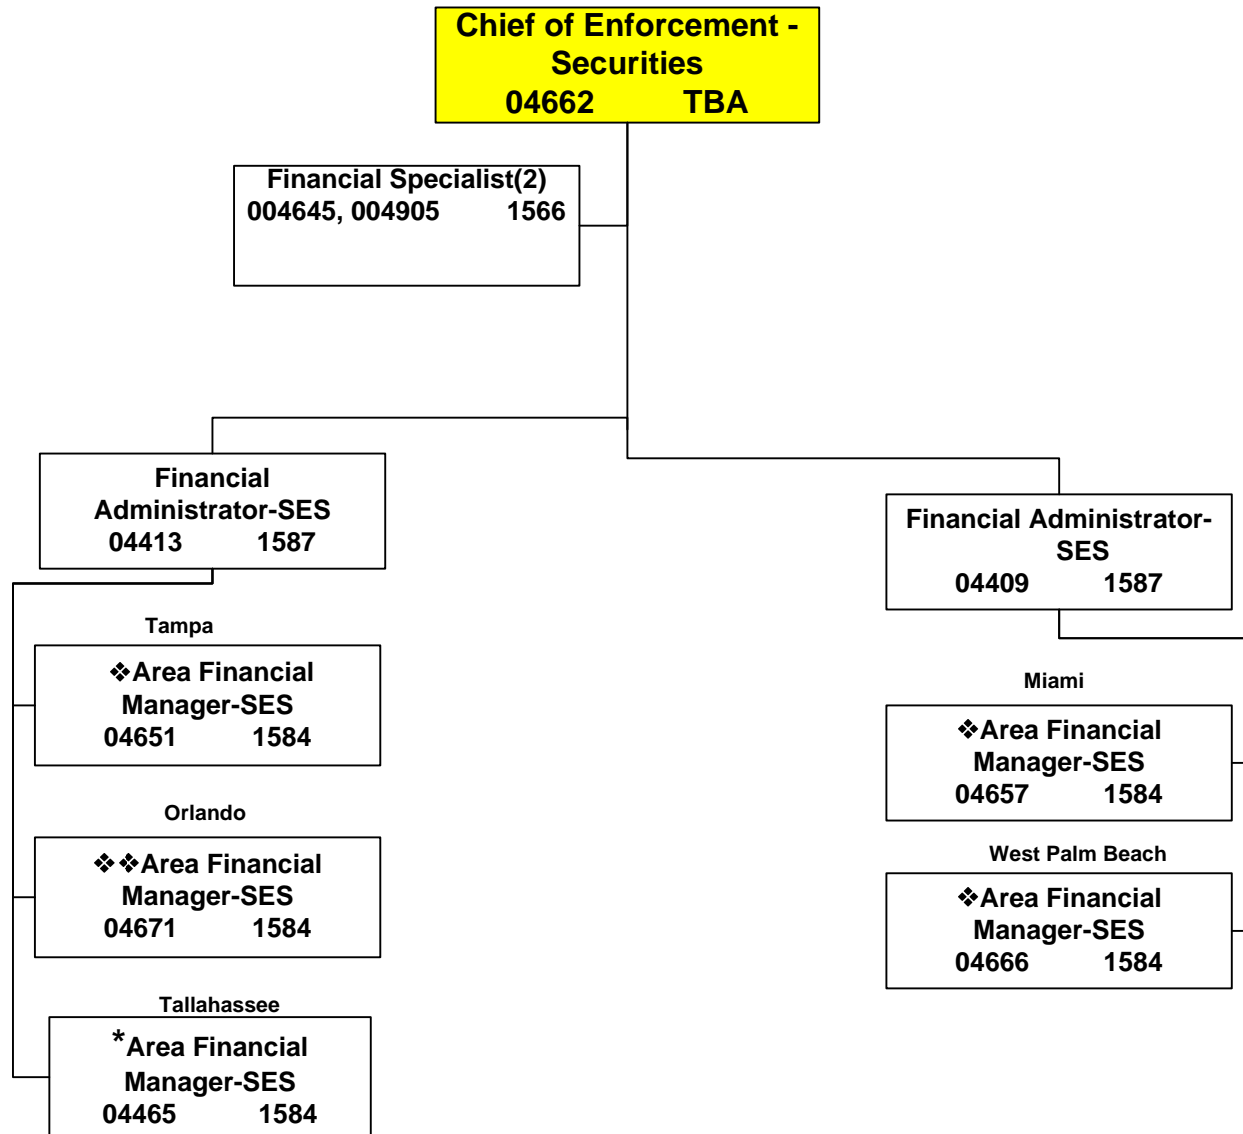 Chief of Enforcement -
Securities
04662 TBA
Financial Specialist(2)
004645, 004905 1566
Financial
Administrator-SES
04413 1587
Tampa
❖Area Financial
Manager-SES
04651 1584
Orlando
❖❖Area Financial
Manager-SES
04671 1584
Tallahassee
*Area Financial
Manager-SES
04465 1584
Financial Administrator-
SES
04409 1587
Miami
❖Area Financial
Manager-SES
04657 1584
West Palm Beach
❖Area Financial
Manager-SES
04666 1584